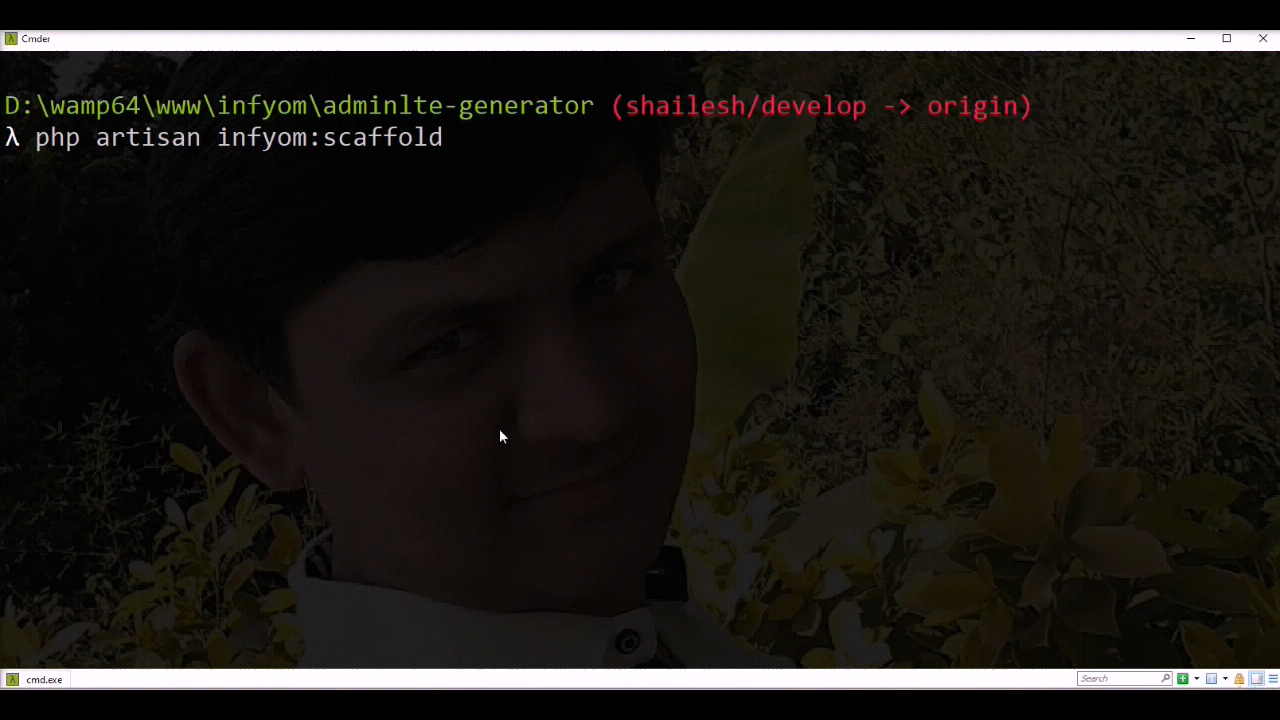 Cmder
D:\wamp64\www\infyom\adminlte-generator (shailesh/develop -> origin)
λ php artisan infyom:scaffold
cmd.exe
Search